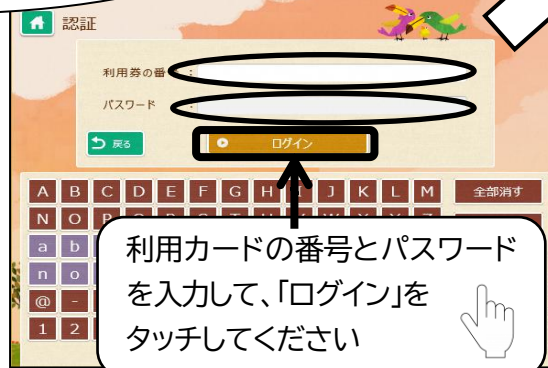 認証
利用券の番
パスワード
戻る
ログイン
A B C D E F G H J K L M 全部消す
N O
a b
n o
@ -
1 2
利用カードの番号とパスワード
を入力して、「ログイン」を
タッチしてください